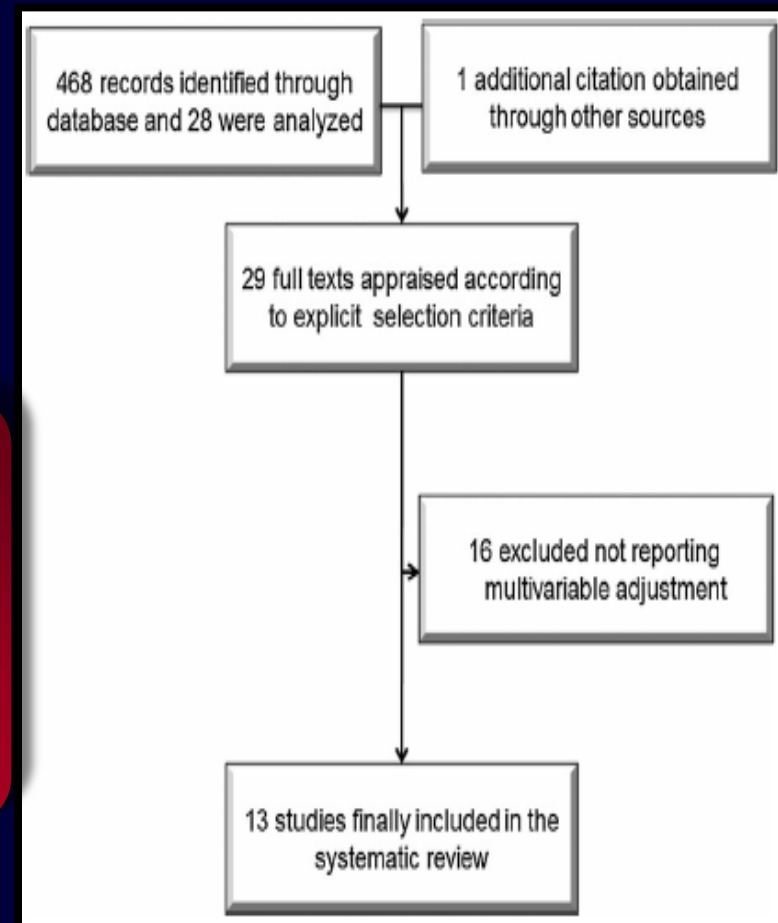 468 records identified through
database and 28 were analyzed
1 additional citation obtained
through other sources
29 full texts appraised according
to explicit selection criteria
16 excluded not reporting
multivariable adjustment
13 studies finally included in the
systematic review